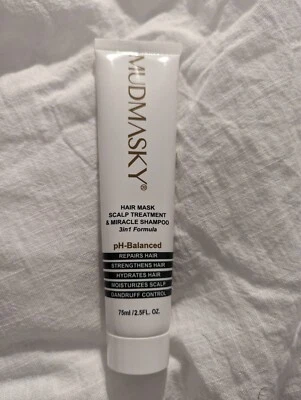 MUDMASKY®
HAIR MASK
SCALP TREATMENT
& MIRACLE SHAMPOO
3in1 Formula
pH-Balanced
REPAIRS HAIR
STRENGTHENS HAIR
HYDRATES HAIR
MOISTURIZES SCALP
DANDRUFF CONTROL
75ml /2.5FL. OZ.